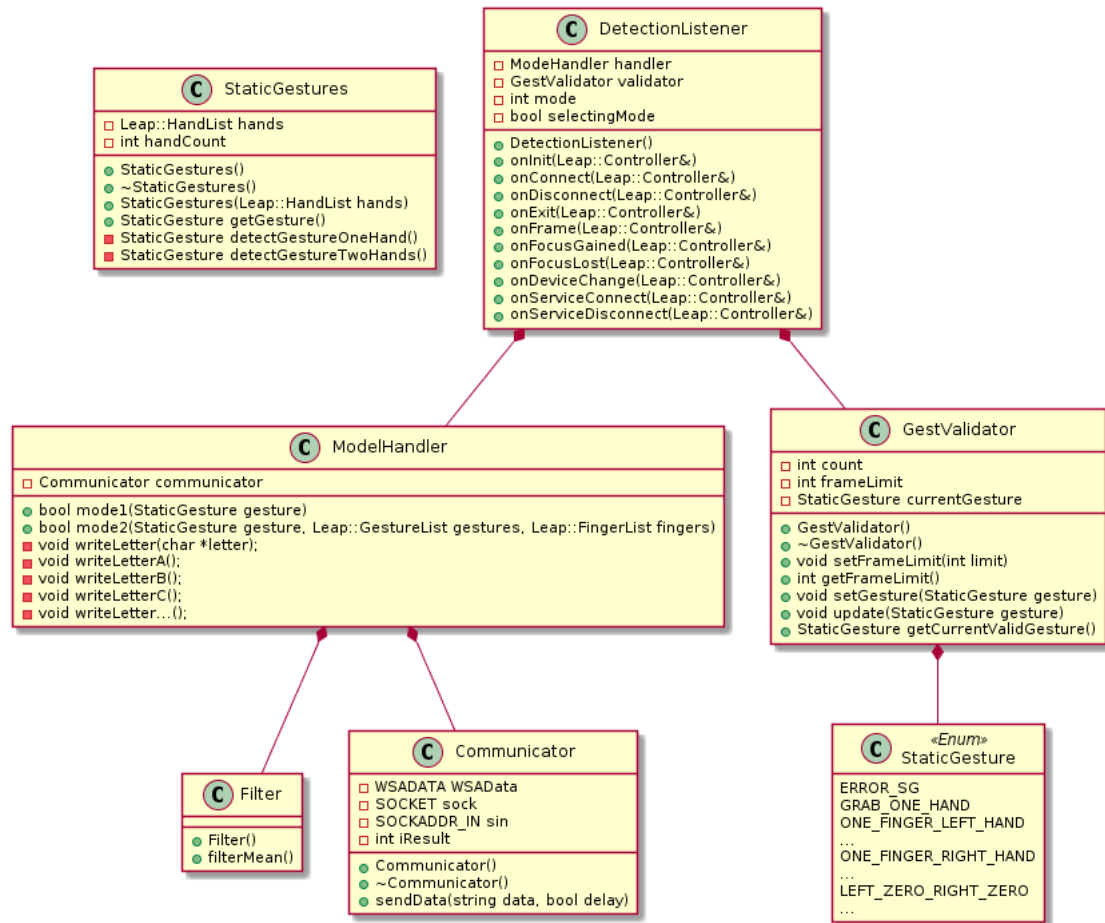 C StaticGestures
Leap::HandList hands
int handCount
StaticGestures()
~StaticGestures()
StaticGestures(Leap::HandList hands)
StaticGesture getGesture()
StaticGesture detectGestureOneHand()
StaticGesture detectGestureTwoHands()
C DetectionListener
ModeHandler handler
GestValidator validator
int mode
bool selectingMode
DetectionListener()
onInit(Leap::Controller&)
onConnect(Leap::Controller&)
onDisconnect(Leap::Controller&)
onExit(Leap::Controller&)
onFrame(Leap::Controller&)
onFocusGained(Leap::Controller&)
onFocusLost(Leap::Controller&)
onDeviceChange(Leap::Controller&)
onServiceConnect(Leap::Controller&)
onServiceDisconnect(Leap::Controller&)
C ModelHandler
Communicator communicator
bool mode1(StaticGesture gesture)
bool mode2(StaticGesture gesture, Leap::GestureList gestures, Leap::FingerList fingers)
void writeLetter(char *letter);
void writeLetterA();
void writeLetterB();
void writeLetterC();
void writeLetter...();
C GestValidator
int count
int frameLimit
StaticGesture currentGesture
GestValidator()
~GestValidator()
void setFrameLimit(int limit)
int getFrameLimit()
void setGesture(StaticGesture gesture)
void update(StaticGesture gesture)
StaticGesture getCurrentValidGesture()
C Filter
Filter()
filterMean()
C Communicator
WSADATA WSAData
SOCKET sock
SOCKADDR_IN sin
int iResult
Communicator()
~Communicator()
sendData(string data, bool delay)
C «Enum»
StaticGesture
ERROR_SG
GRAB_ONE_HAND
ONE_FINGER_LEFT_HAND
...
ONE_FINGER_RIGHT_HAND
...
LEFT_ZERO_RIGHT_ZERO
...